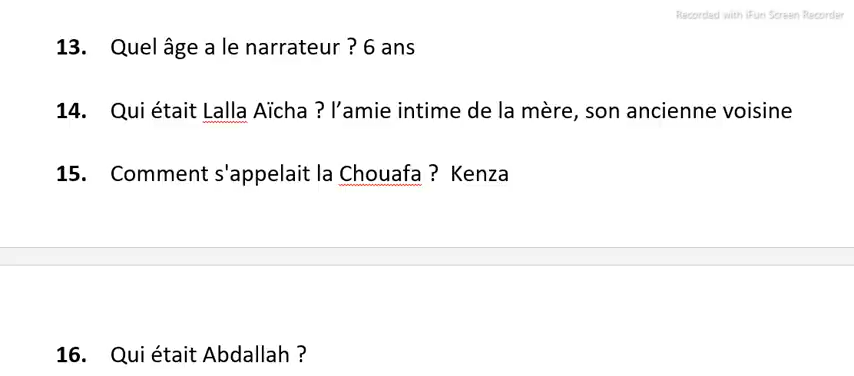 Recorded with iFun Screen Recorder
13. Quel âge a le narrateur ? 6 ans
14. Qui était Lalla Aïcha ? l’amie intime de la mère, son ancienne voisine
15. Comment s'appelait la Chouafa ? Kenza
16. Qui était Abdallah ?